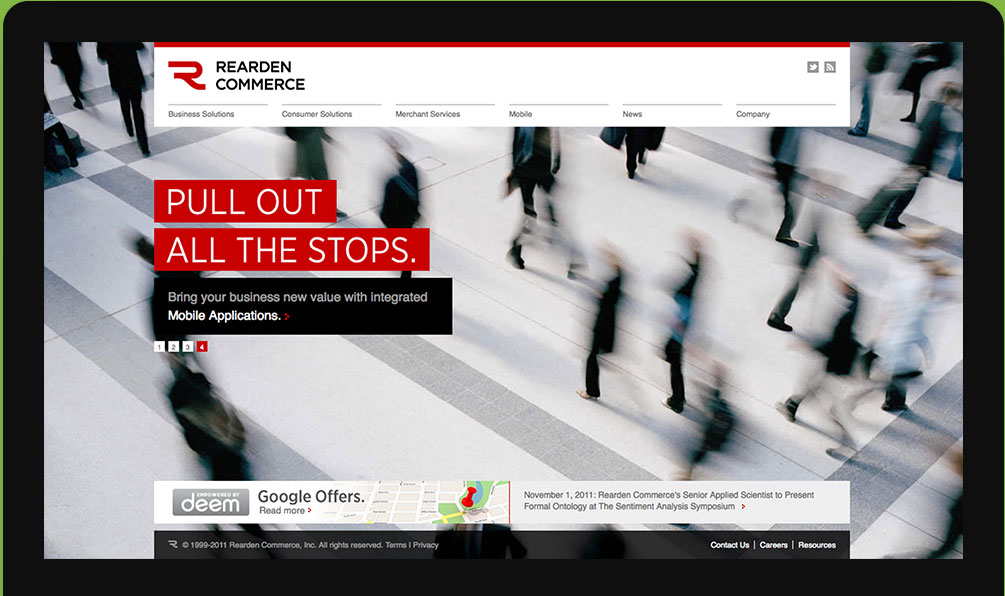 REARDEN
COMMERCE
Business Solutions
Consumer Solutions
Merchant Services
Mobile
News
Company
PULL OUT
ALL THE STOPS.
Bring your business new value with integrated
Mobile Applications.
1 2 3 4
EMPOWERED BY
deem
Google Offers.
Read more
November 1, 2011: Rearden Commerce's Senior Applied Scientist to Present
Formal Ontology at The Sentiment Analysis Symposium
© 1999-2011 Rearden Commerce, Inc. All rights reserved. Terms | Privacy
Contact Us | Careers | Resources